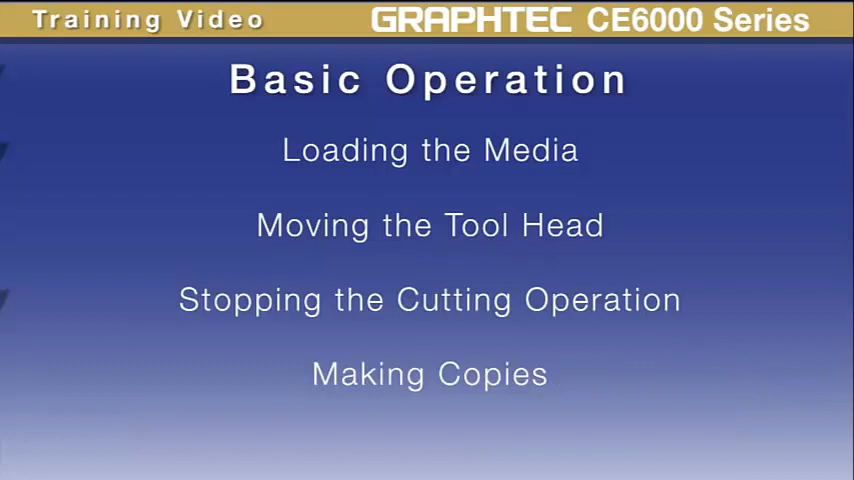 Training Video
GRAPHTEC CE6000 Series
Basic Operation
Loading the Media
Moving the Tool Head
Stopping the Cutting Operation
Making Copies